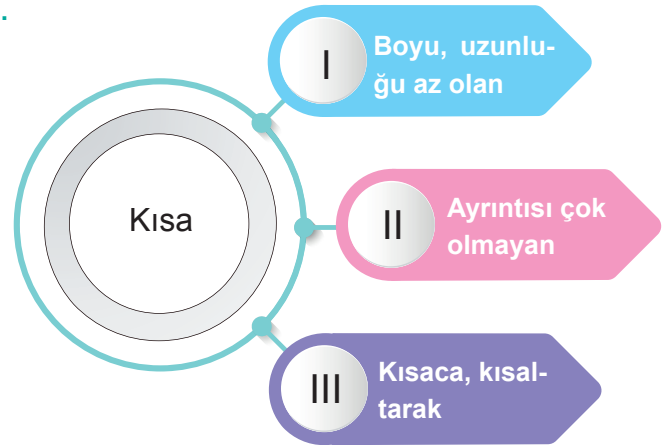 .
I
Boyu, uzunlu-
ğu az olan
Kısa
II
Ayrıntısı çok
olmayan
III
Kısaca, kısal-
tarak